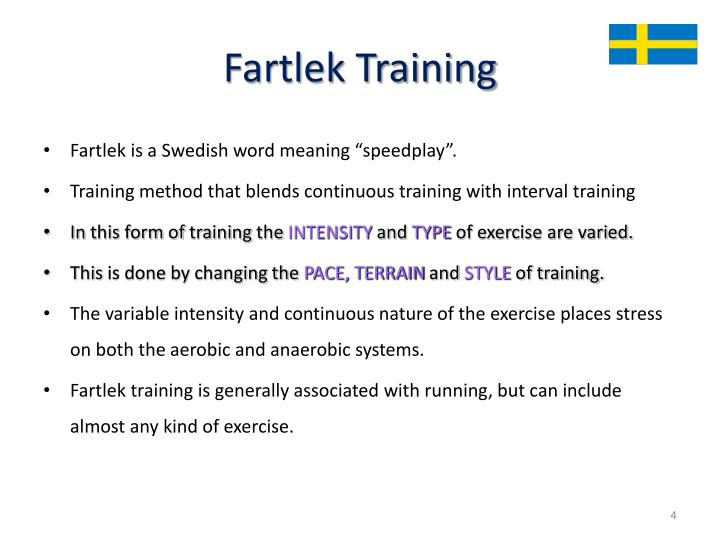 Fartlek Training
• Fartlek is a Swedish word meaning “speedplay”.
• Training method that blends continuous training with interval training
• In this form of training the INTENSITY and TYPE of exercise are varied.
• This is done by changing the PACE, TERRAIN and STYLE of training.
• The variable intensity and continuous nature of the exercise places stress
on both the aerobic and anaerobic systems.
• Fartlek training is generally associated with running, but can include
almost any kind of exercise.
4